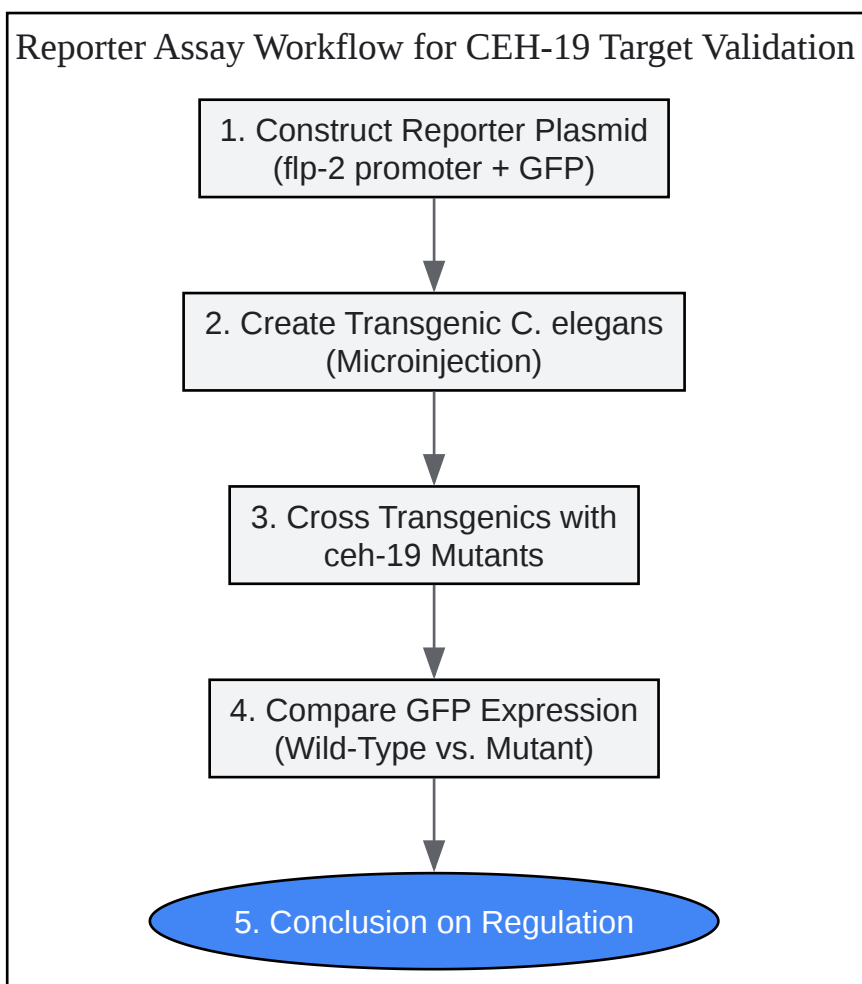 Reporter Assay Workflow for CEH-19 Target Validation
1. Construct Reporter Plasmid
(flp-2 promoter + GFP)
2. Create Transgenic C. elegans
(Microinjection)
3. Cross Transgenics with
ceh-19 Mutants
4. Compare GFP Expression
(Wild-Type vs. Mutant)
5. Conclusion on Regulation